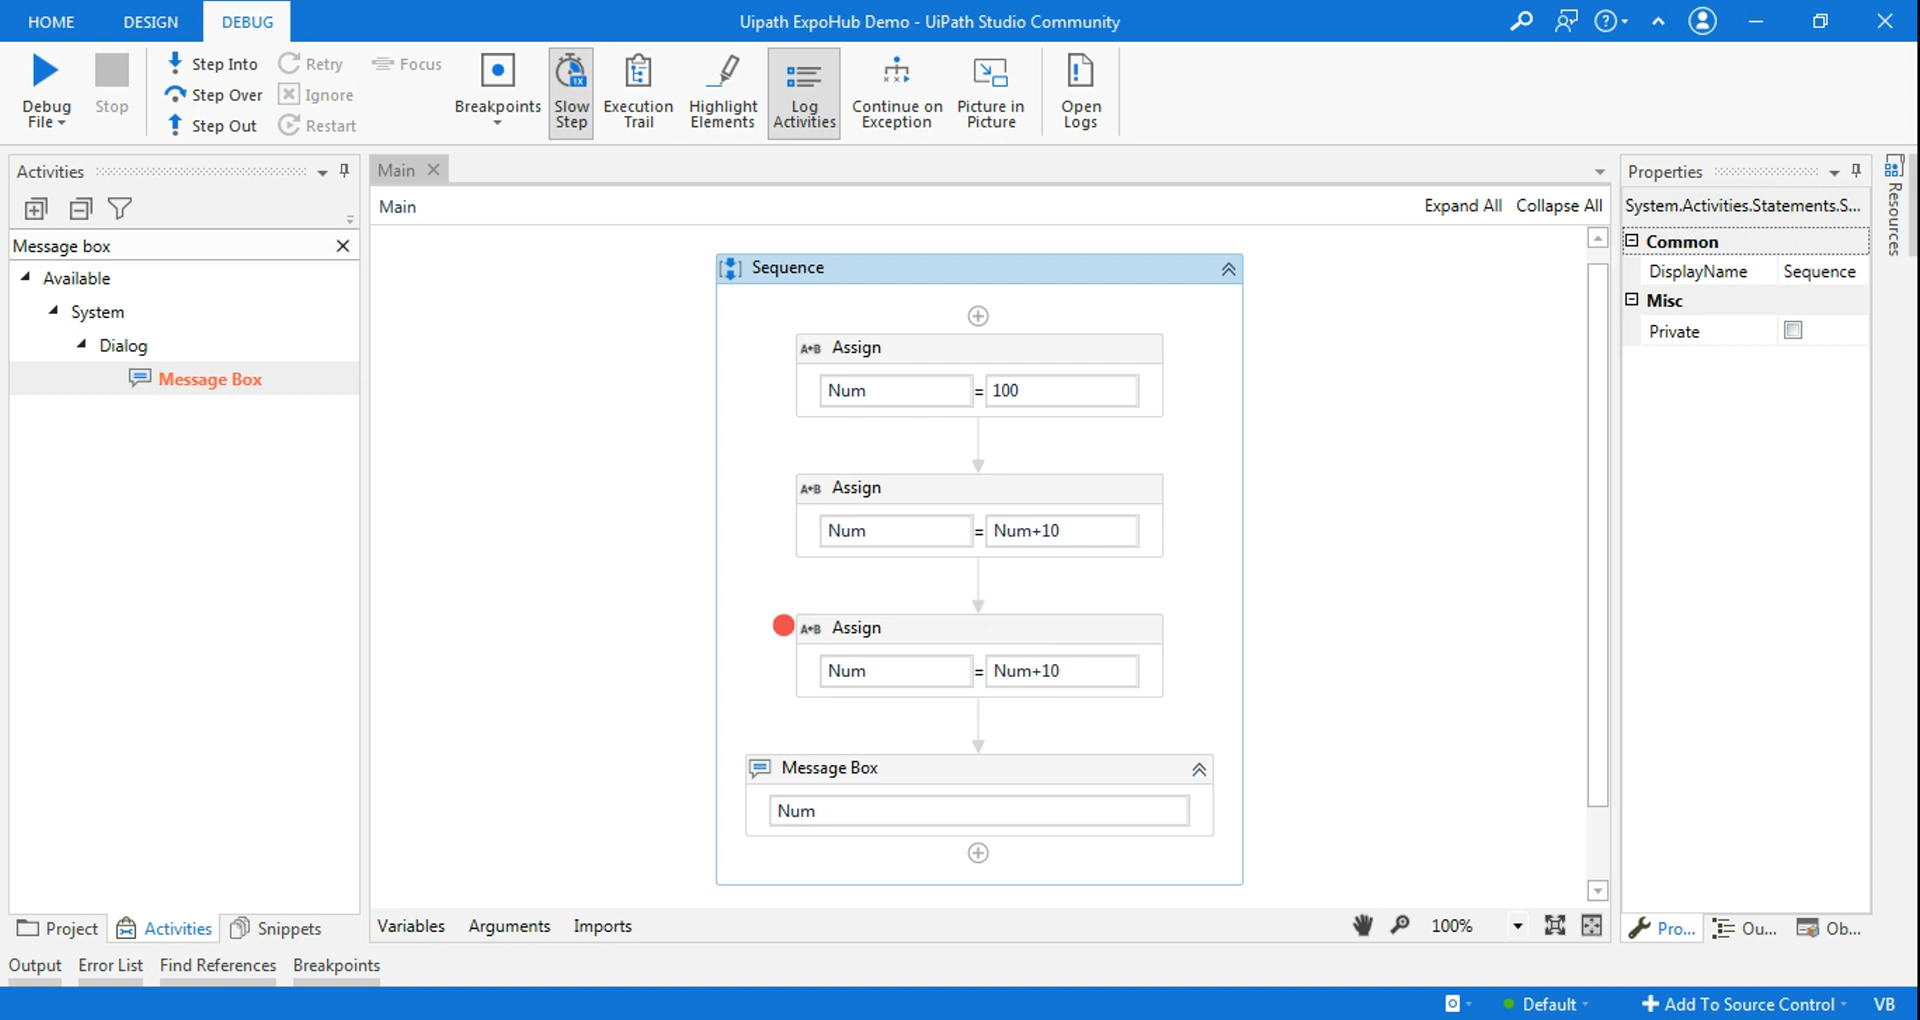 HOME DESIGN DEBUG Uipath ExpoHub Demo - UiPath Studio Community
Debug File
Stop
Step Into
Step Over
Step Out
Retry
Ignore
Restart
Focus
Breakpoints
Slow Step
1X
Execution Trail
Highlight Elements
Log Activities
Continue on Exception
Picture in Picture
Open Logs
Activities
Message box
Available
System
Dialog
Message Box
Project Activities Snippets
Main
Main Expand All Collapse All
Sequence
A+B Assign
Num = 100
A+B Assign
Num = Num+10
A+B Assign
Num = Num+10
Message Box
Num
Variables Arguments Imports 100%
Properties
System.Activities.Statements.S...
Common
DisplayName Sequence
Misc
Private
Pro... Ou... Ob...
Resources
Output Error List Find References Breakpoints
Default Add To Source Control VB